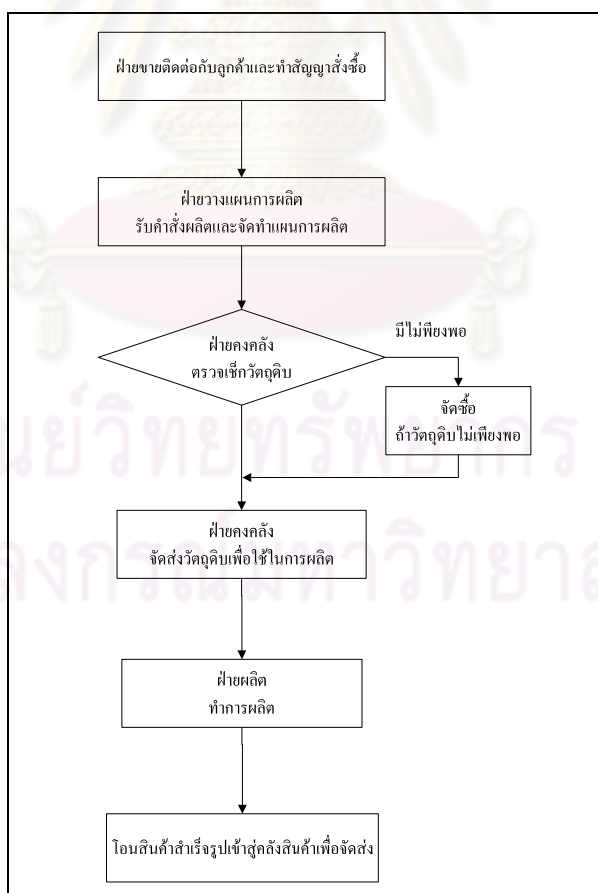 ฝ่ายขายติดต่อกับลูกค้าและทำสัญญาสั่งซื้อ
ฝ่ายวางแผนการผลิต
รับคำสั่งผลิตและจัดทำแผนการผลิต
ฝ่ายคงคลัง
ตรวจเช็กวัตถุดิบ
มีไม่พียงพอ
จัดซื้อ
ถ้าวัตถุดิบไม่เพียงพอ
ฝ่ายคงคลัง
จัดส่งวัตถุดิบเพื่อใช้ในการผลิต
ฝ่ายผลิต
ทำการผลิต
โอนสินค้าสำเร็จรูปเข้าสู่คลังสินค้าเพื่อจัดส่ง